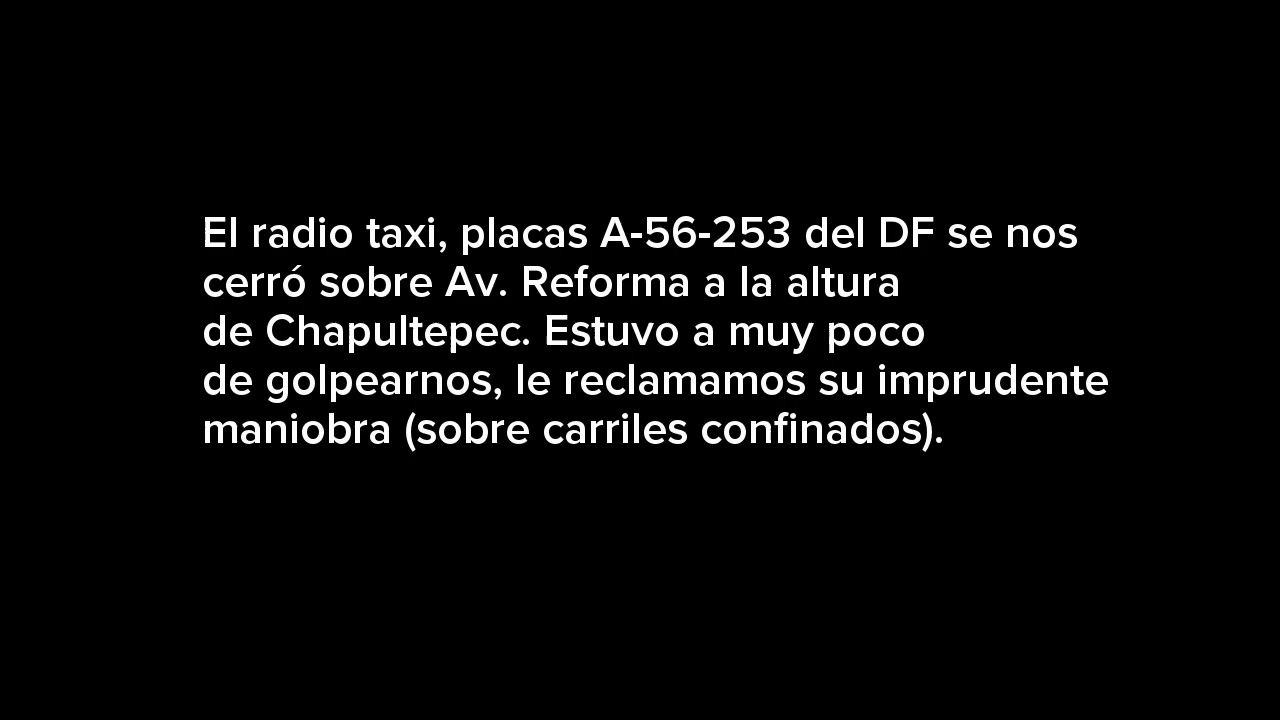 El radio taxi, placas A-56-253 del DF se nos
cerró sobre Av. Reforma a la altura
de Chapultepec. Estuvo a muy poco
de golpearnos, le reclamamos su imprudente
maniobra (sobre carriles confinados).